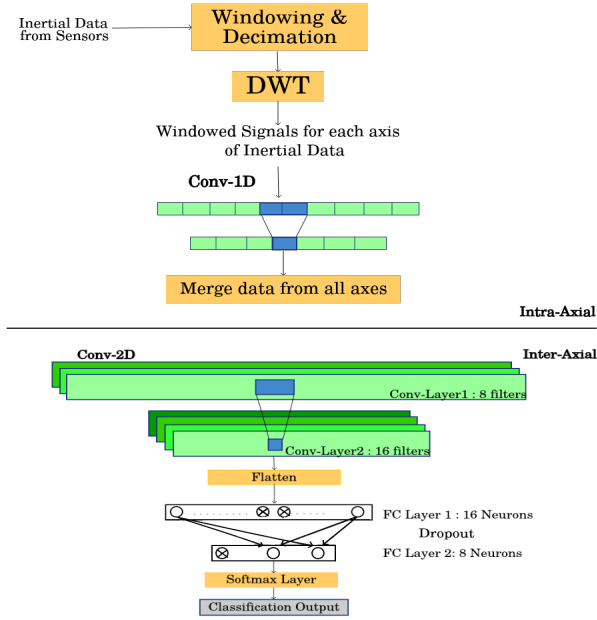 Inertial Data
from Sensors
Windowing &
Decimation
DWT
Windowed Signals for each axis
of Inertial Data
Conv-1D
Merge data from all axes
Intra-Axial
Conv-2D
Inter-Axial
Conv-Layer1 : 8 filters
Conv-Layer2 : 16 filters
Flatten
FC Layer 1 : 16 Neurons
Dropout
FC Layer 2: 8 Neurons
Softmax Layer
Classification Output